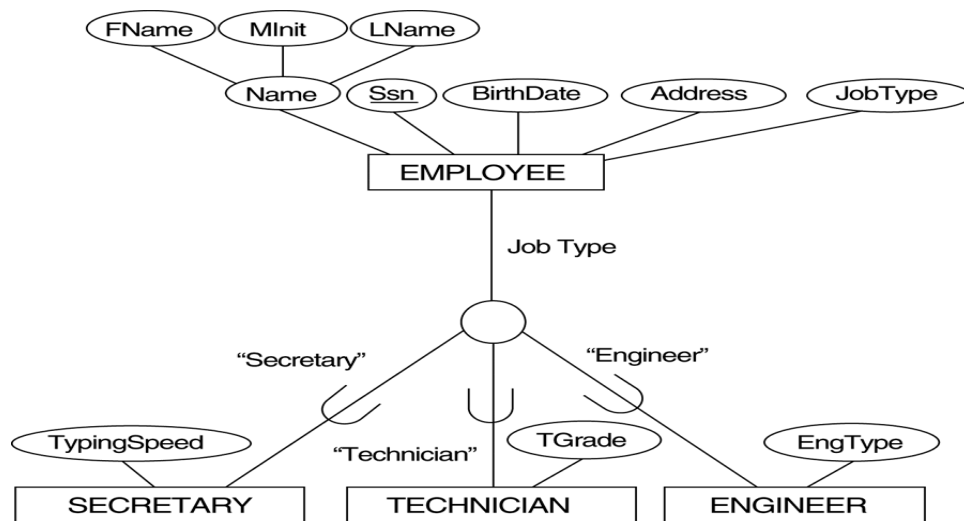 FName MInit LName
Name Ssn BirthDate Address JobType
EMPLOYEE
Job Type
“Secretary” “Engineer”
“Technician”
TypingSpeed TGrade EngType
SECRETARY TECHNICIAN ENGINEER